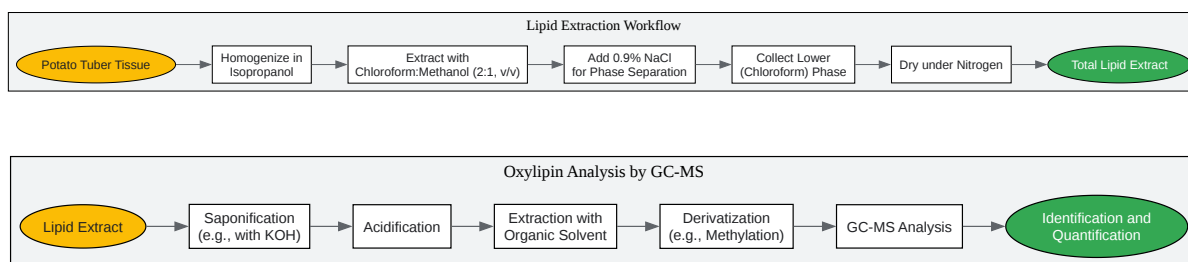 Lipid Extraction Workflow
Potato Tuber Tissue
Homogenize in
Isopropanol
Extract with
Chloroform:Methanol (2:1, v/v)
Add 0.9% NaCl
for Phase Separation
Collect Lower
(Chloroform) Phase
Dry under Nitrogen
Total Lipid Extract
Oxylipin Analysis by GC-MS
Lipid Extract
Saponification
(e.g., with KOH)
Acidification
Extraction with
Organic Solvent
Derivatization
(e.g., Methylation)
GC-MS Analysis
Identification and
Quantification